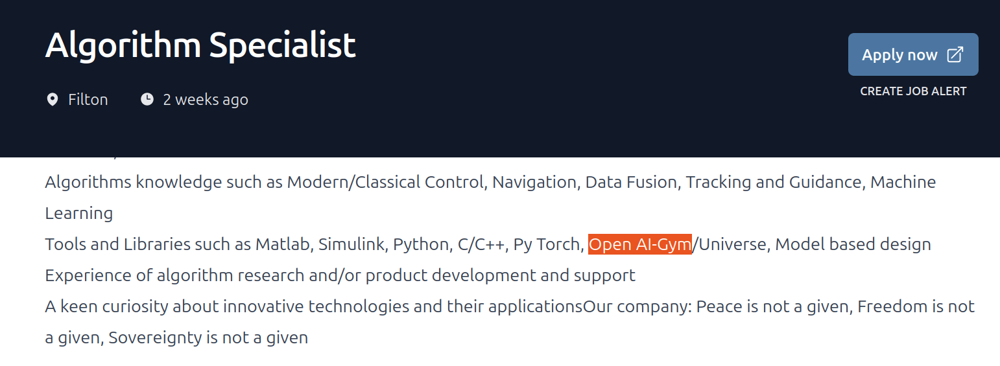 Algorithm Specialist
Apply now
Filton
2 weeks ago
CREATE JOB ALERT
Algorithms knowledge such as Modern/Classical Control, Navigation, Data Fusion, Tracking and Guidance, Machine
Learning
Tools and Libraries such as Matlab, Simulink, Python, C/C++, Py Torch, Open AI-Gym/Universe, Model based design
Experience of algorithm research and/or product development and support
A keen curiosity about innovative technologies and their applicationsOur company: Peace is not a given, Freedom is not
a given, Sovereignty is not a given